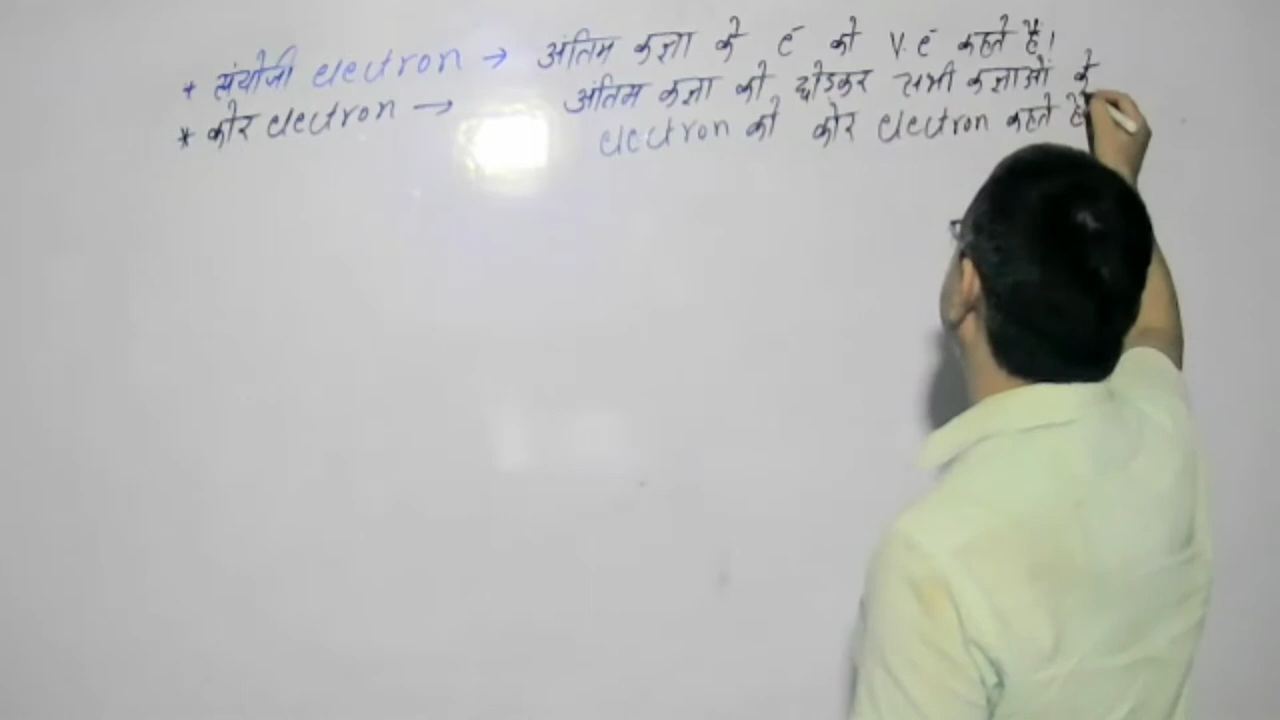 * संयोजी electron → अंतिम कक्षा के e⁻ को V.e⁻ कहते है।
* कोर electron → अंतिम कक्षा को छोड़कर सभी कक्षाओं के
electron को कोर electron कहते है